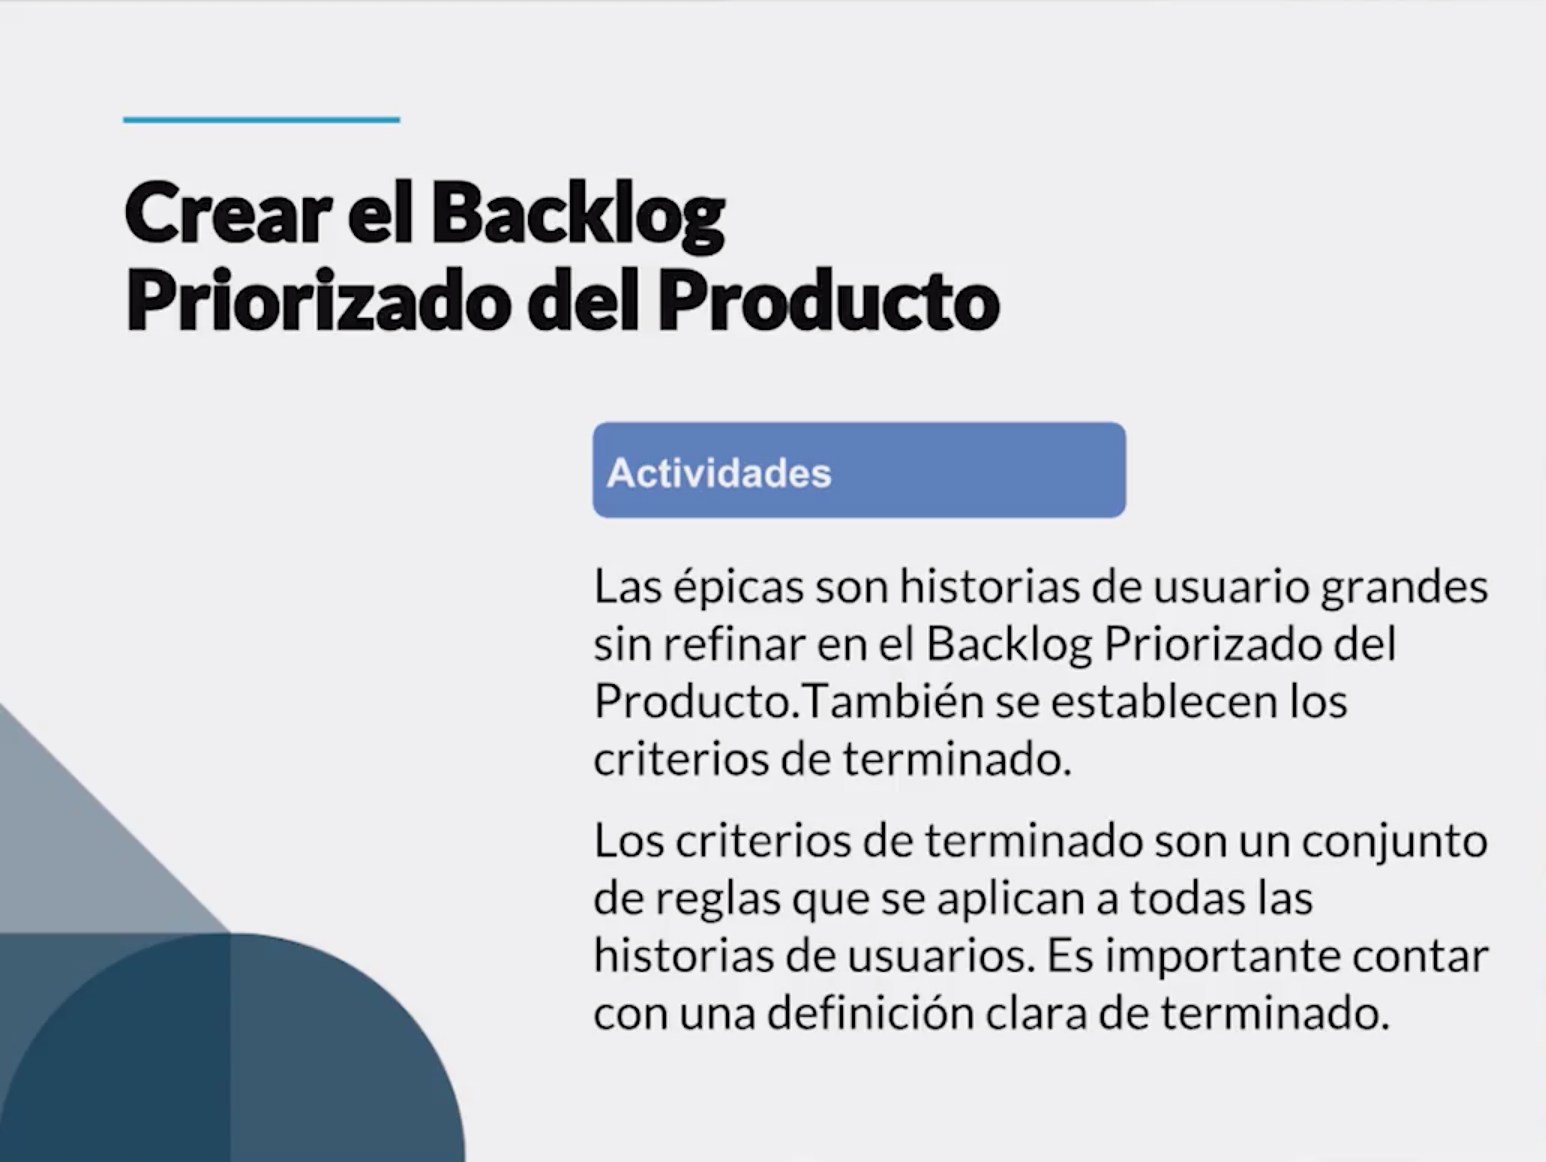 Crear el Backlog
Priorizado del Producto
Actividades
Las épicas son historias de usuario grandes
sin refinar en el Backlog Priorizado del
Producto.También se establecen los
criterios de terminado.
Los criterios de terminado son un conjunto
de reglas que se aplican a todas las
historias de usuarios. Es importante contar
con una definición clara de terminado.